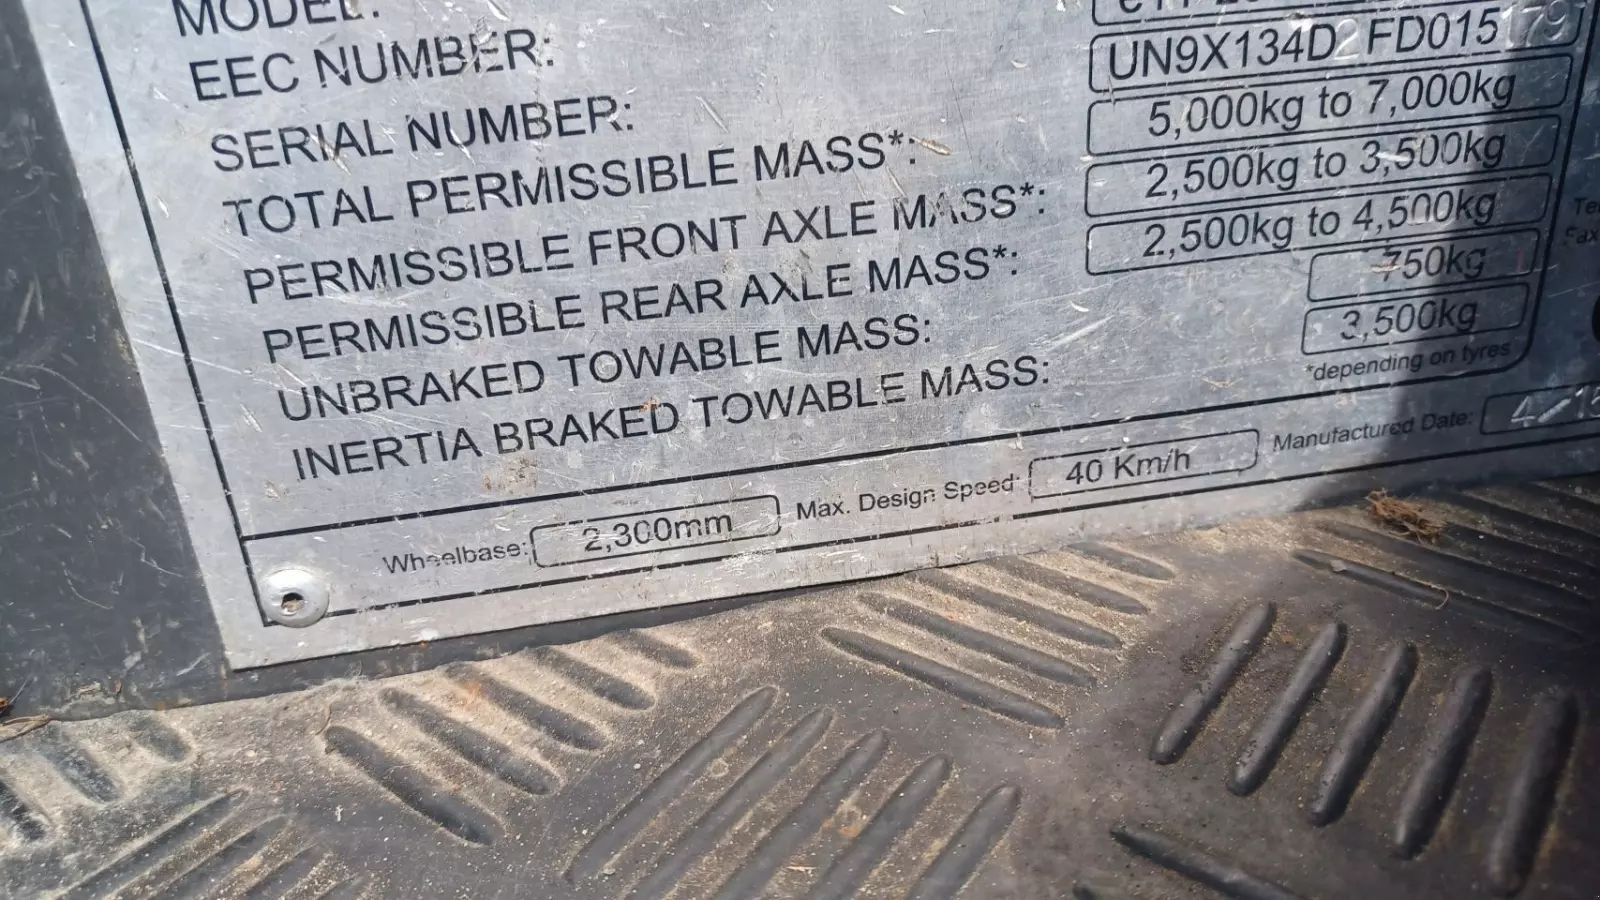 MODEL:
EEC NUMBER:
SERIAL NUMBER: UN9X134D2FD015179
TOTAL PERMISSIBLE MASS*: 5,000kg to 7,000kg
PERMISSIBLE FRONT AXLE MASS*: 2,500kg to 3,500kg
PERMISSIBLE REAR AXLE MASS*: 2,500kg to 4,500kg
UNBRAKED TOWABLE MASS: 750kg
INERTIA BRAKED TOWABLE MASS: 3,500kg
*depending on tyres
Wheelbase: 2,300mm Max. Design Speed: 40 Km/h Manufactured Date: